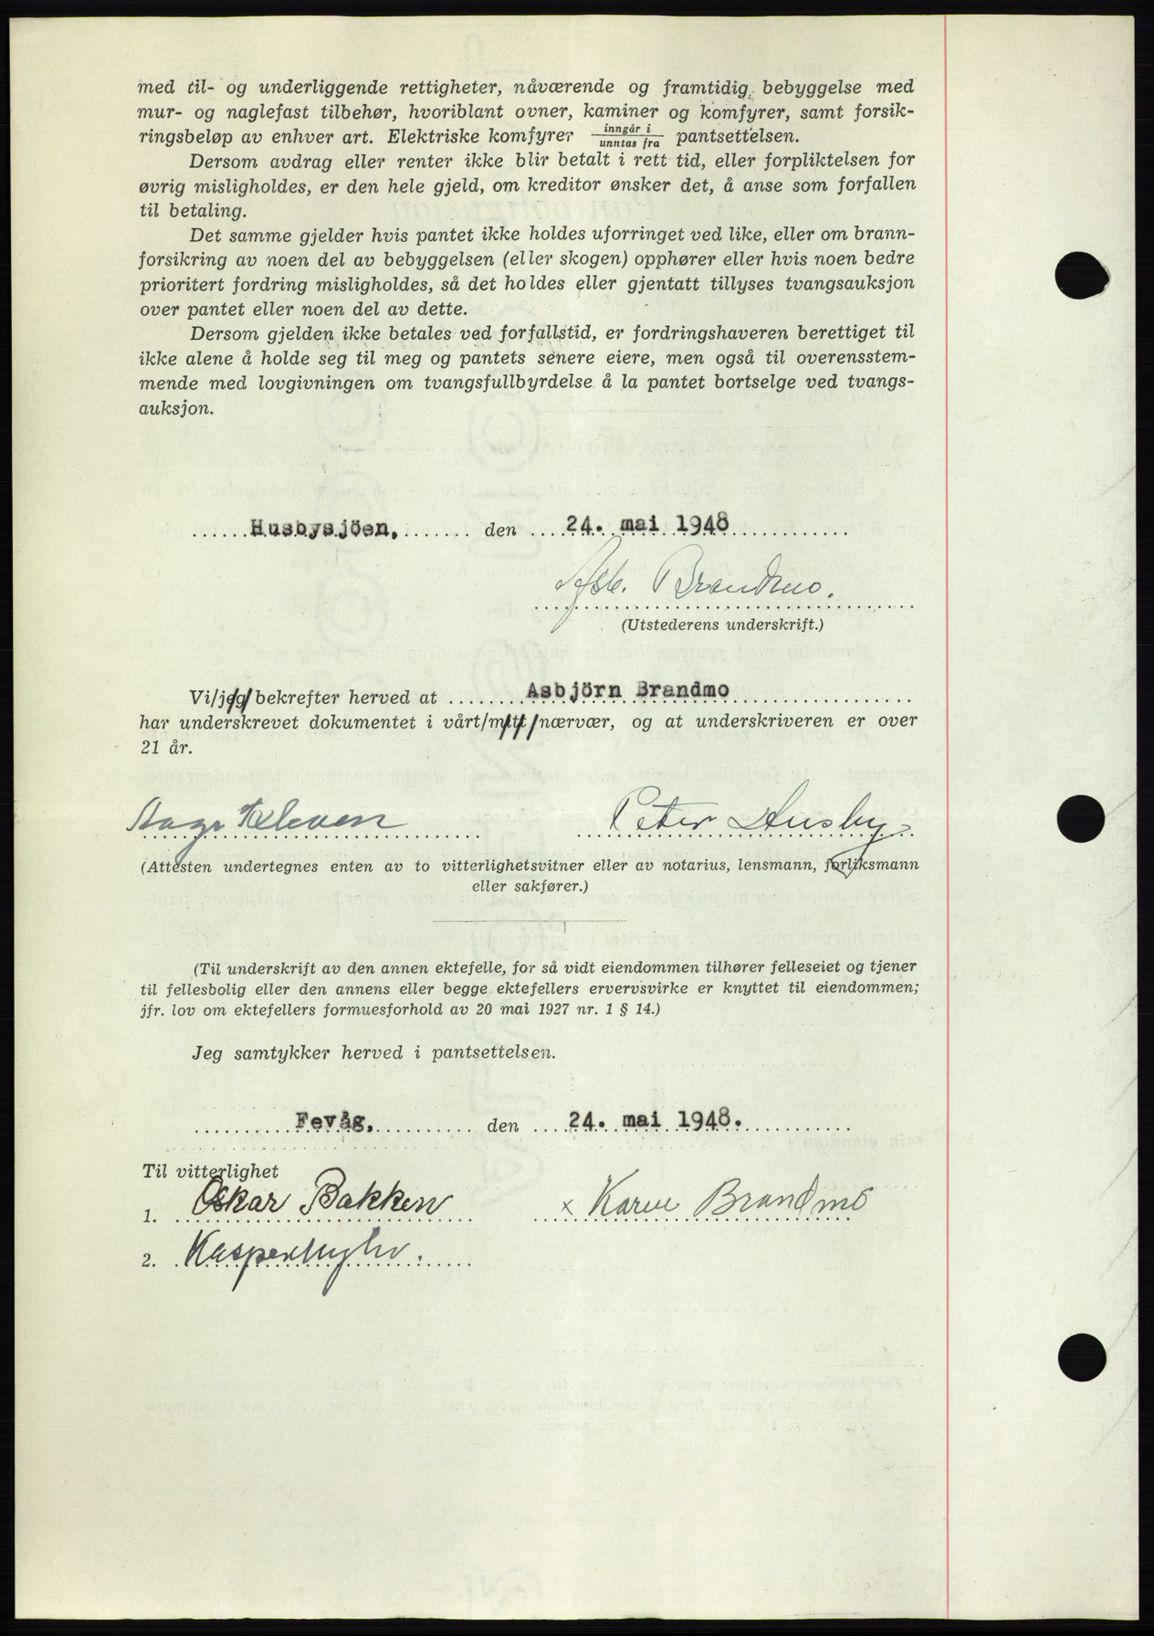 med til- og underliggende rettigheter, nåværende og framtidig bebyggelse med
mur- og naglefast tilbehør, hvoriblant ovner, kaminer og komfyrer, samt forsik-
ringsbeløp av enhver art. Elektriske komfyrer inngår i / unntas fra pantsettelsen.
Dersom avdrag eller renter ikke blir betalt i rett tid, eller forpliktelsen for
øvrig misligholdes, er den hele gjeld, om kreditor ønsker det, å anse som forfallen
til betaling.
Det samme gjelder hvis pantet ikke holdes uforringet ved like, eller om brann-
forsikring av noen del av bebyggelsen (eller skogen) opphører eller hvis noen bedre
prioritert fordring misligholdes, så det holdes eller gjentatt tillyses tvangsauksjon
over pantet eller noen del av dette.
Dersom gjelden ikke betales ved forfallstid, er fordringshaveren berettiget til
ikke alene å holde seg til meg og pantets senere eiere, men også til overensstem-
mende med lovgivningen om tvangsfullbyrdelse å la pantet bortselge ved tvangs-
auksjon.
Husbysjöen, den 24. mai 1948
Asb. Brandmo.
(Utstederens underskrift.)
Vi/jeg bekrefter herved at Asbjörn Brandmo
har underskrevet dokumentet i vårt/mitt nærvær, og at underskriveren er over
21 år.
Aage Kleven Peter Husby
(Attesten undertegnes enten av to vitterlighetsvitner eller av notarius, lensmann, forliksmann
eller sakfører.)
(Til underskrift av den annen ektefelle, for så vidt eiendommen tilhører felleseiet og tjener
til fellesbolig eller den annens eller begge ektefellers ervervsvirke er knyttet til eiendommen;
jfr. lov om ektefellers formuesforhold av 20 mai 1927 nr. 1 § 14.)
Jeg samtykker herved i pantsettelsen.
Fevåg, den 24. mai 1948.
Til vitterlighet
1. Oskar Bakken x Karen Brandmo
2. Kasper